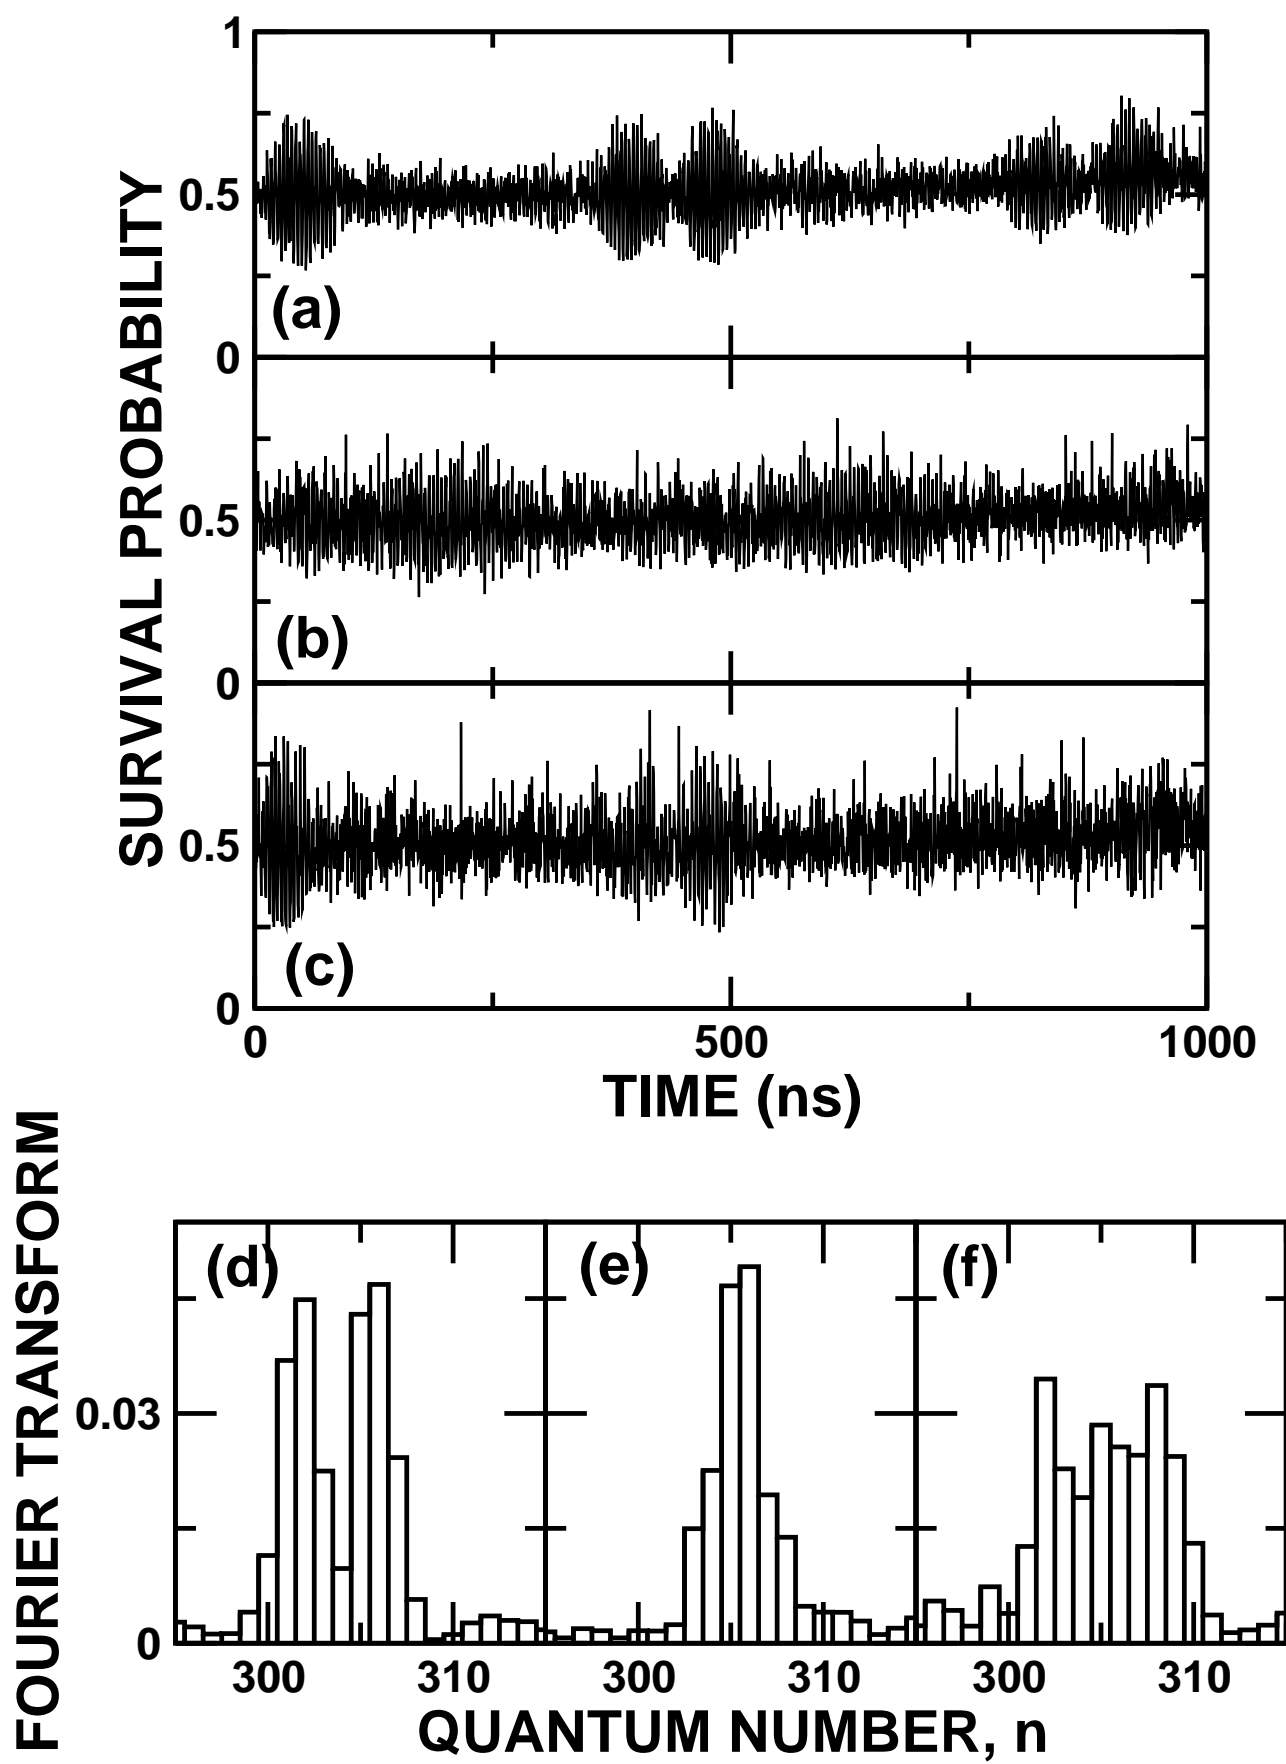 SURVIVAL PROBABILITY
1
0.5
(a)
0
0.5
(b)
0
0.5
(c)
0
0 500 1000
TIME (ns)
FOURIER TRANSFORM
(d) (e) (f)
0.03
0
300 310 300 310 300 310
QUANTUM NUMBER, n